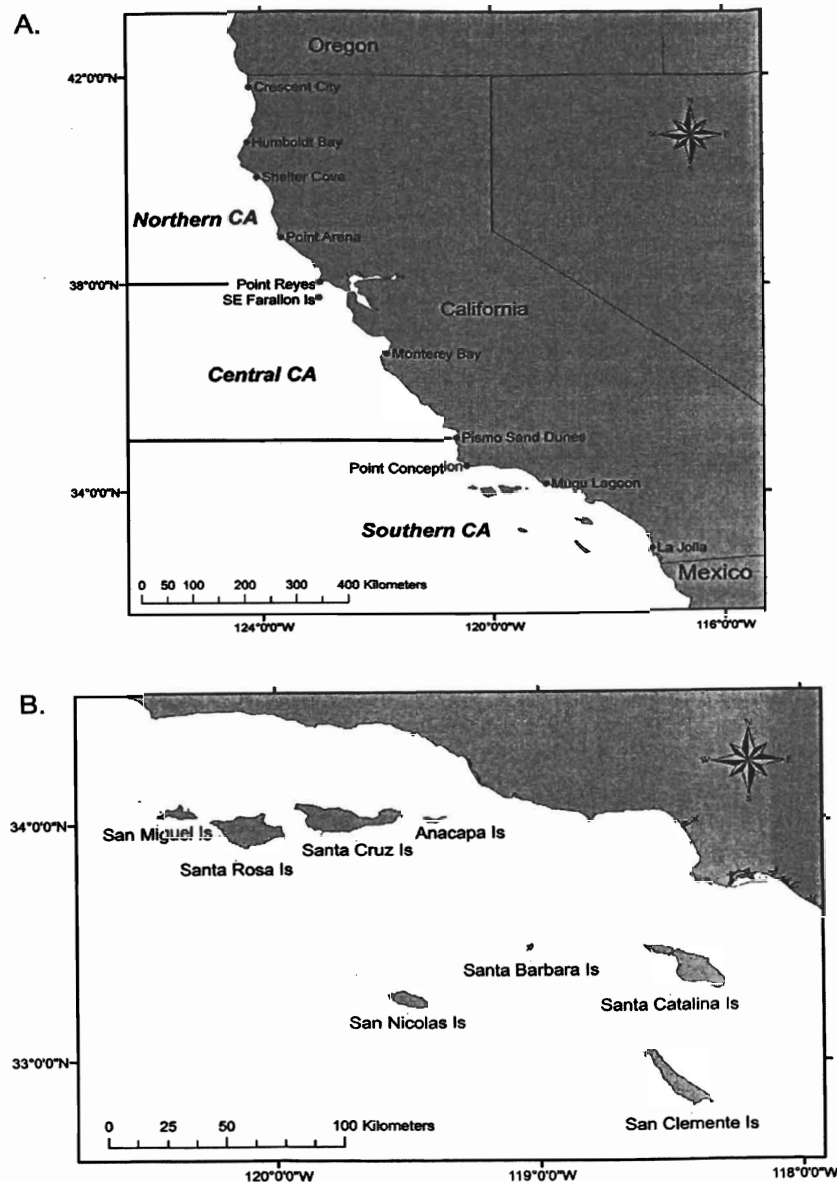 A.
Oregon
42°0'0"N
Crescent City
Humboldt Bay
Shelter Cove
Northern CA
Point Arena
38°0'0"N
Point Reyes
SE Farallon Is
California
Monterey Bay
Central CA
Pismo Sand Dunes
Point Conception
34°0'0"N
Mugu Lagoon
Southern CA
La Jolla
Mexico
0 50 100 200 300 400 Kilometers
124°0'0"W 120°0'0"W 116°0'0"W
B.
34°0'0"N
San Miguel Is
Santa Rosa Is
Santa Cruz Is
Anacapa Is
Santa Barbara Is
San Nicolas Is
Santa Catalina Is
33°0'0"N
San Clemente Is
0 25 50 100 Kilometers
120°0'0"W 119°0'0"W 118°0'0"W